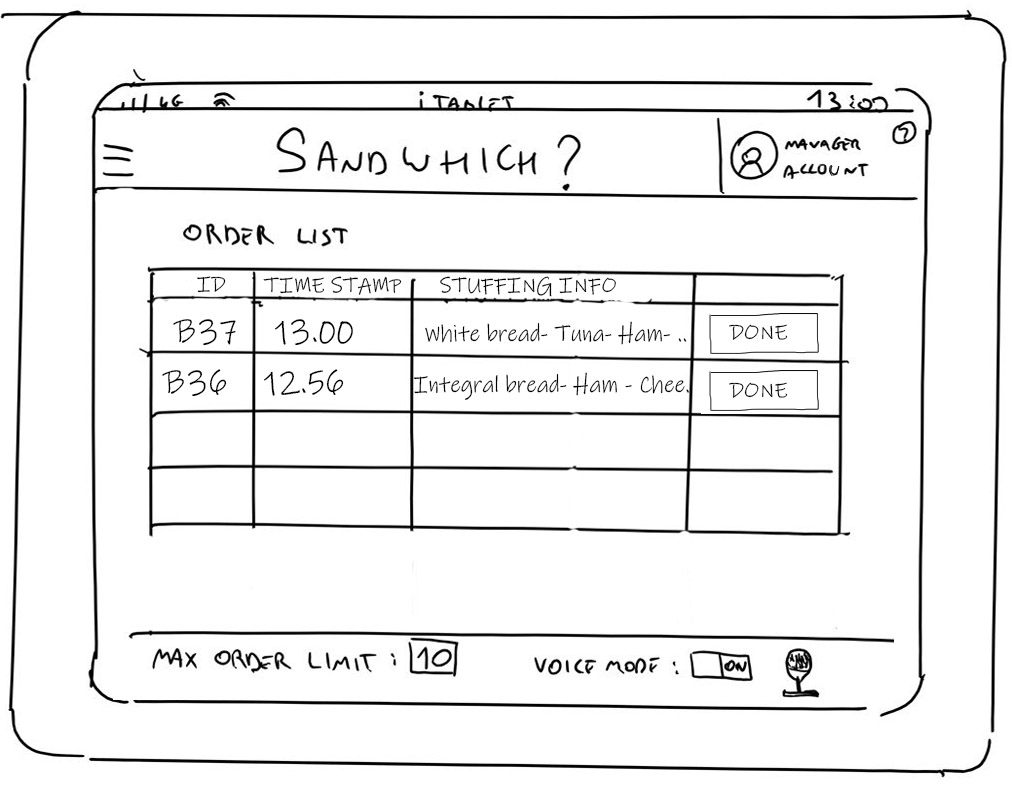 4G iTABLET 13:00
SANDWHICH?
MANAGER
ACCOUNT
?
ORDER LIST
ID TIME STAMP STUFFING INFO
B37 13.00 White bread- Tuna- Ham- .. DONE
B36 12.56 Integral bread- Ham - Chee. DONE
MAX ORDER LIMIT : 10 VOICE MODE : ON